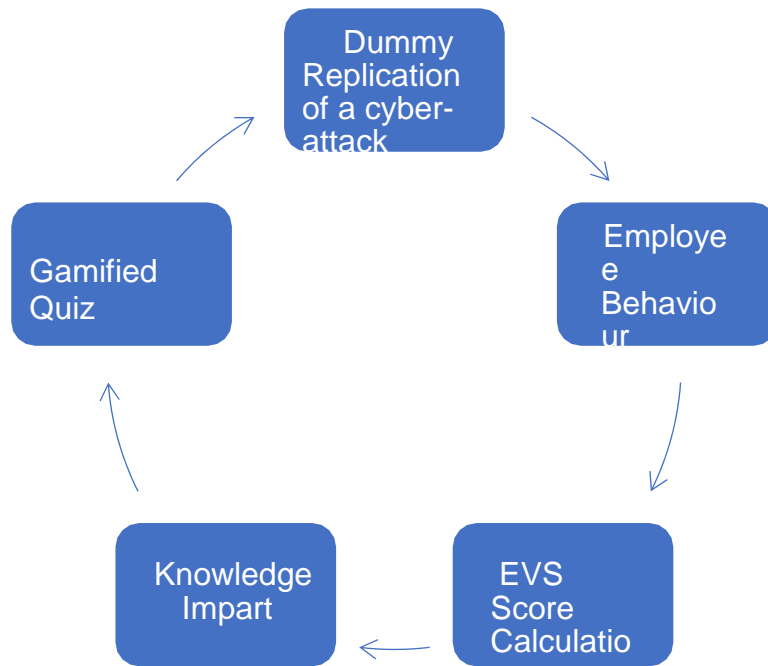 Dummy
Replication
of a cyber-
attack
Employe
e
Behavio
ur
EVS
Score
Calculatio
Knowledge
Impart
Gamified
Quiz